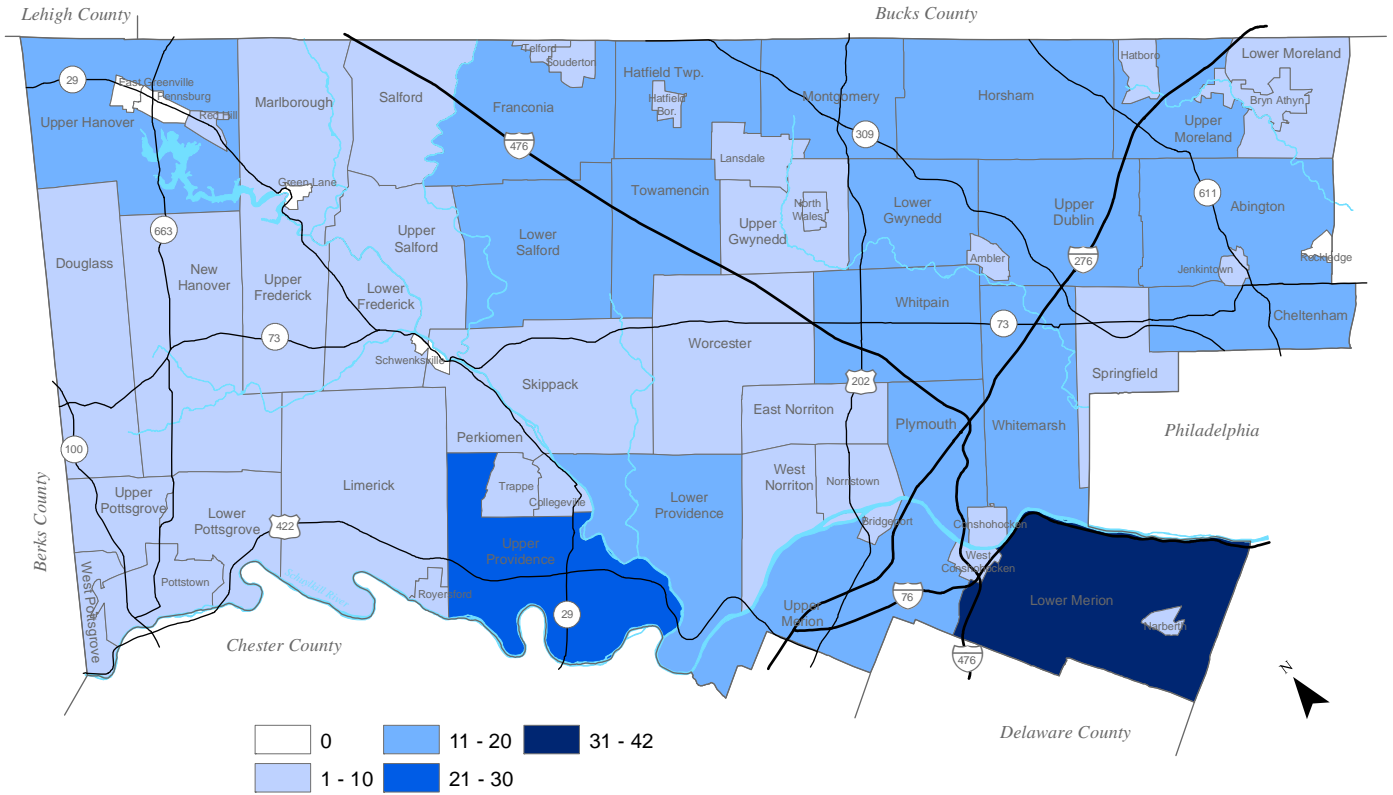 Lehigh County
Bucks County
29
East Greenville
Pennsburg
Red Hill
Upper Hanover
Marlborough
Salford
Franconia
Telford
Souderton
Hatfield Twp.
Hatfield
Bor.
Montgomery
Horsham
Hatboro
Lower Moreland
Bryn Athyn
Upper
Moreland
476
309
Lansdale
Green Lane
Towamencin
North
Wales
Upper
Gwynedd
Lower
Gwynedd
Upper
Dublin
611
Abington
663
Douglass
New
Hanover
Upper
Frederick
Upper
Salford
Lower
Salford
Lower
Frederick
Ambler
276
Jenkintown
Rockledge
Whitpain
73
73
Cheltenham
Schwenksville
Worcester
Skippack
202
Springfield
East Norriton
Plymouth
Whitemarsh
Philadelphia
Perkiomen
100
Berks County
Upper
Pottsgrove
Lower
Pottsgrove
Limerick
422
Trappe
Collegeville
Lower
Providence
West
Norriton
Norristown
Bridgeport
Conshohocken
West
Conshohocken
Upper
Providence
West Pottsgrove
Pottstown
Schuylkill River
Royersford
29
Upper
Merion
76
Lower Merion
Narberth
476
Chester County
Delaware County
N
0
11 - 20
31 - 42
1 - 10
21 - 30